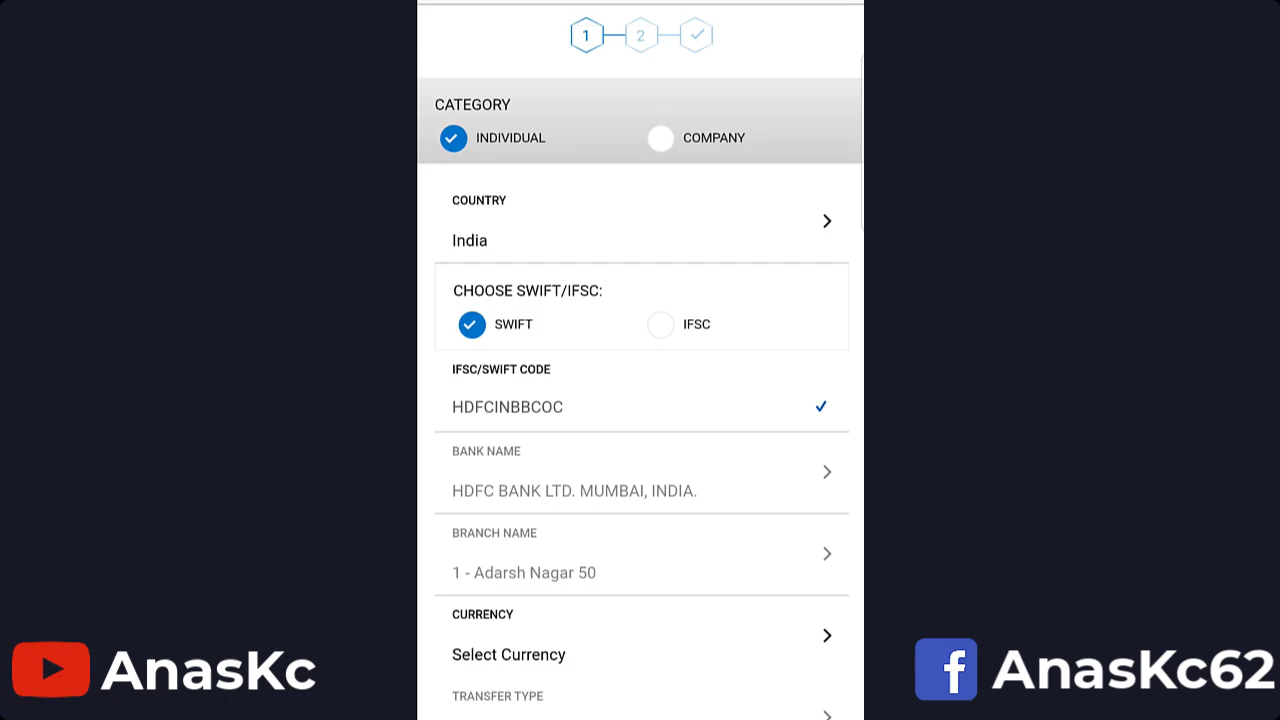 1 2
CATEGORY
INDIVIDUAL COMPANY
COUNTRY
India
CHOOSE SWIFT/IFSC:
SWIFT IFSC
IFSC/SWIFT CODE
HDFCINBBCOC
BANK NAME
HDFC BANK LTD. MUMBAI, INDIA.
BRANCH NAME
1 - Adarsh Nagar 50
CURRENCY
Select Currency
TRANSFER TYPE
AnasKc
AnasKc62